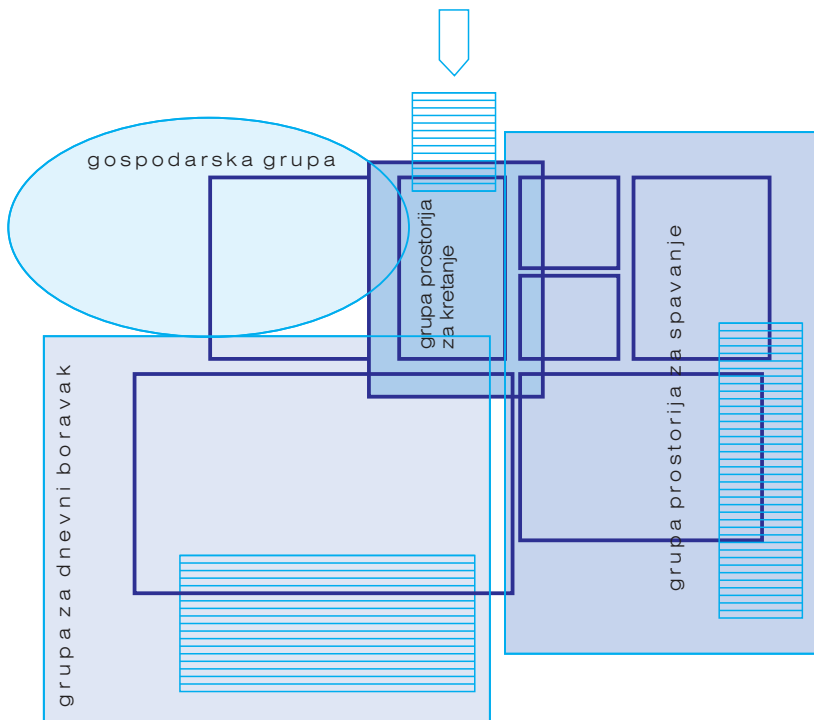 gospodarska grupa
grupa prostorija
za kretanje
grupa prostorija za spavanje
grupa za dnevni boravak